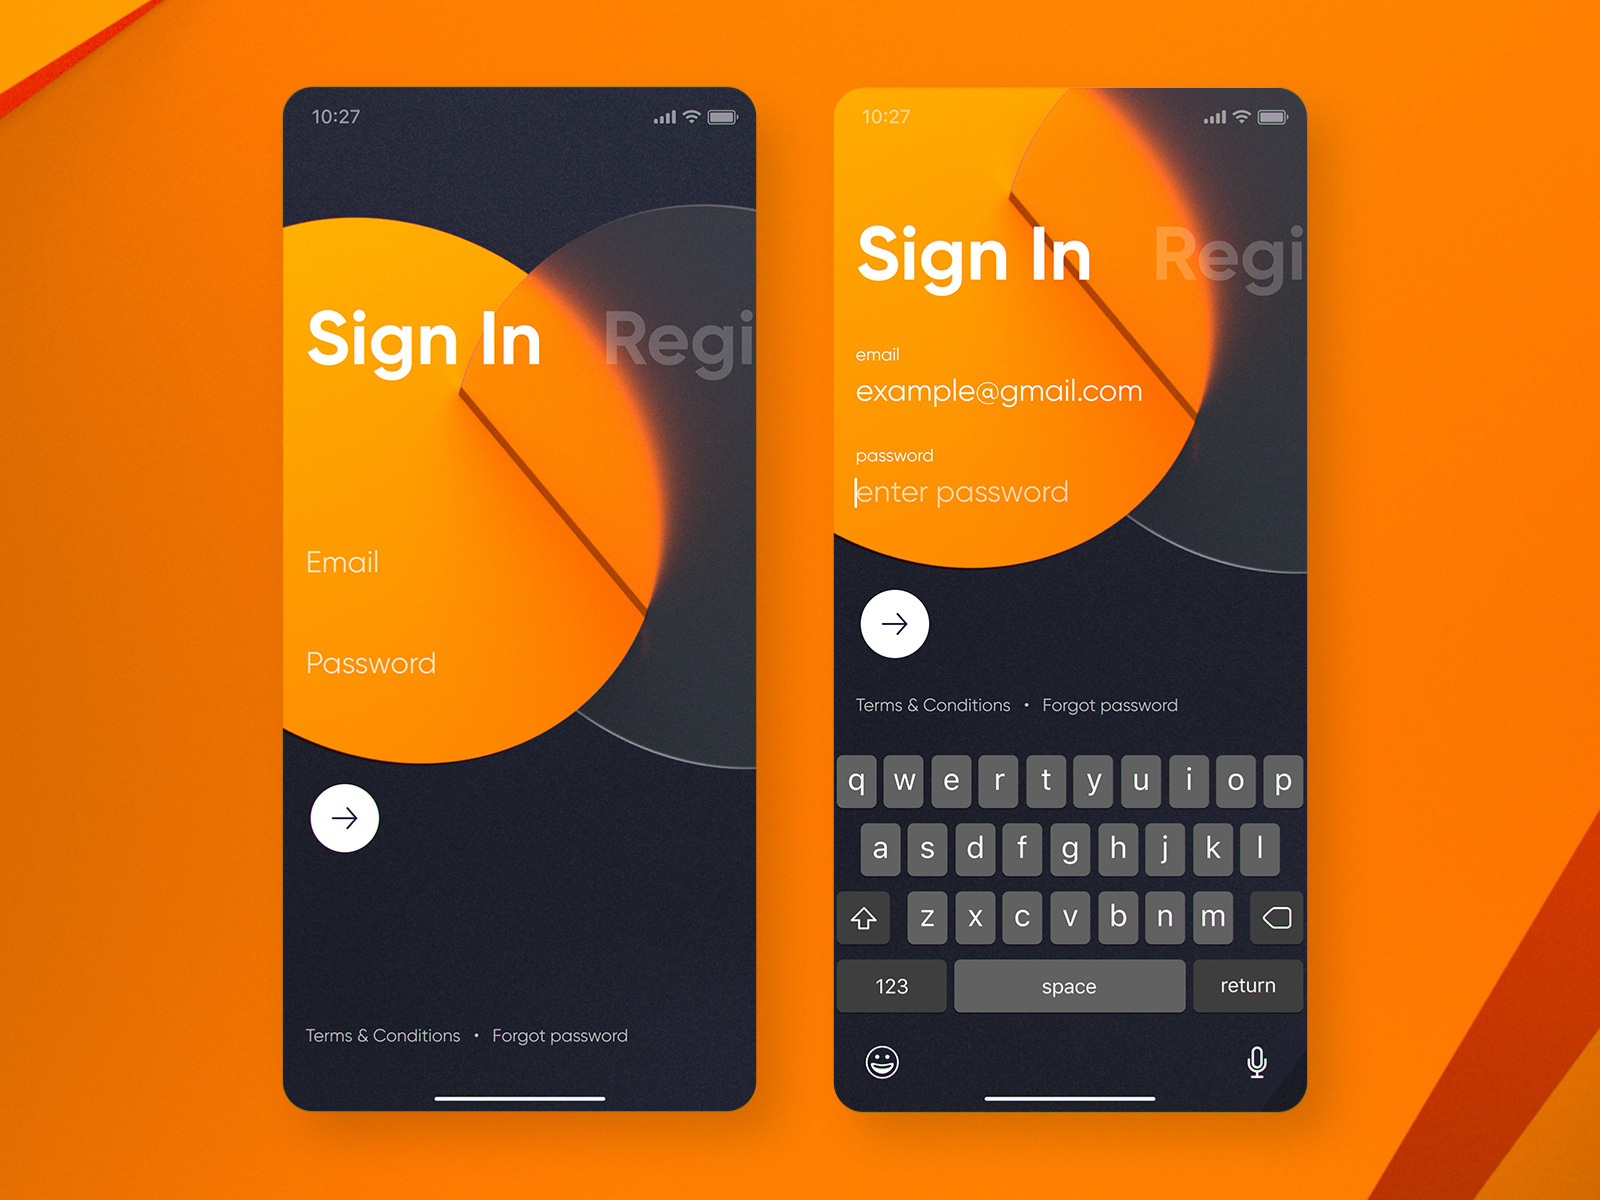 10:27
Sign In Regi
Email
Password
Terms & Conditions • Forgot password
10:27
Sign In Regi
email
example@gmail.com
password
enter password
Terms & Conditions • Forgot password
q w e r t y u i o p
a s d f g h j k l
z x c v b n m
123 space return